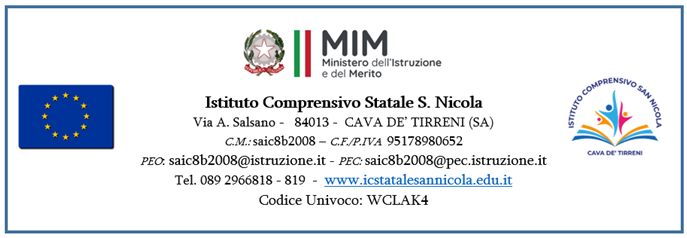 MIM
Ministero dell'Istruzione
e del Merito
Istituto Comprensivo Statale S. Nicola
Via A. Salsano - 84013 - CAVA DE' TIRRENI (SA)
C.M.: saic8b2008 – C.F./P.IVA 95178980652
PEO: saic8b2008@istruzione.it - PEC: saic8b2008@pec.istruzione.it
Tel. 089 2966818 - 819 - www.icstatalesannicola.edu.it
Codice Univoco: WCLAK4
ISTITUTO COMPRENSIVO SAN NICOLA
CAVA DE' TIRRENI